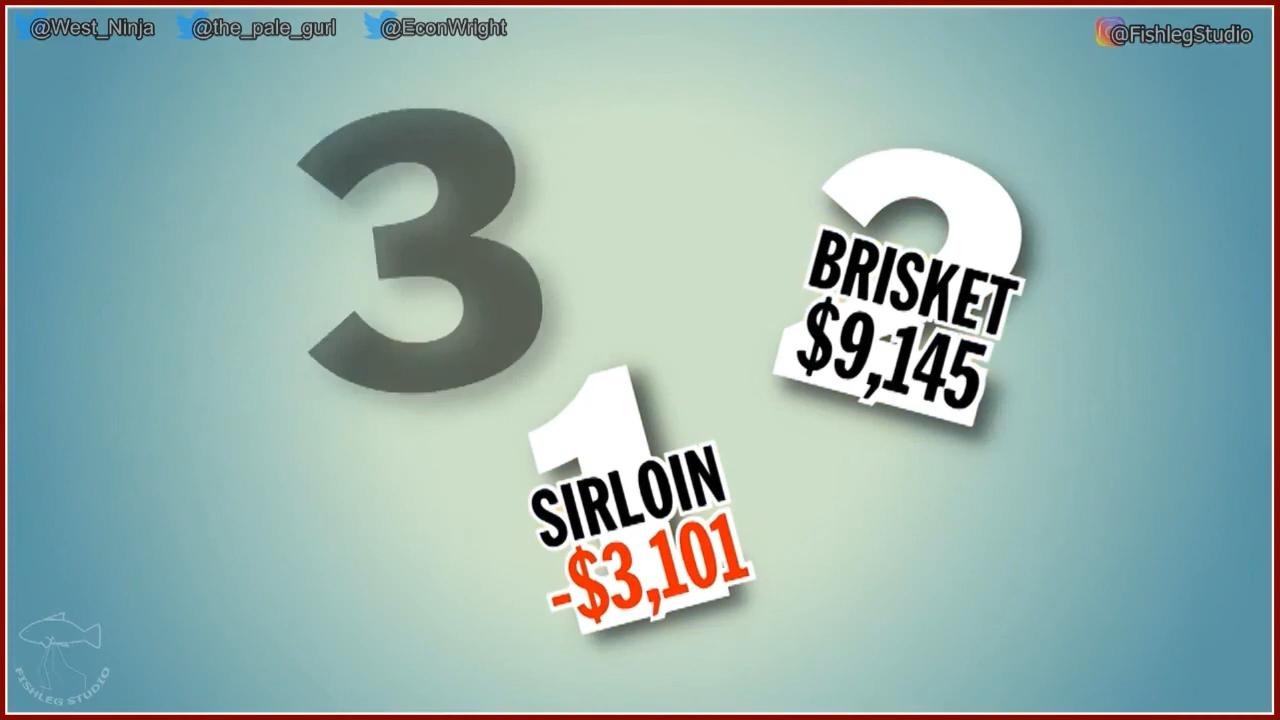 @West_Ninja @the_pale_gurl @EconWright
@FishlegStudio
3
2
BRISKET
$9,145
1
SIRLOIN
-$3,101
FISHLEG STUDIO